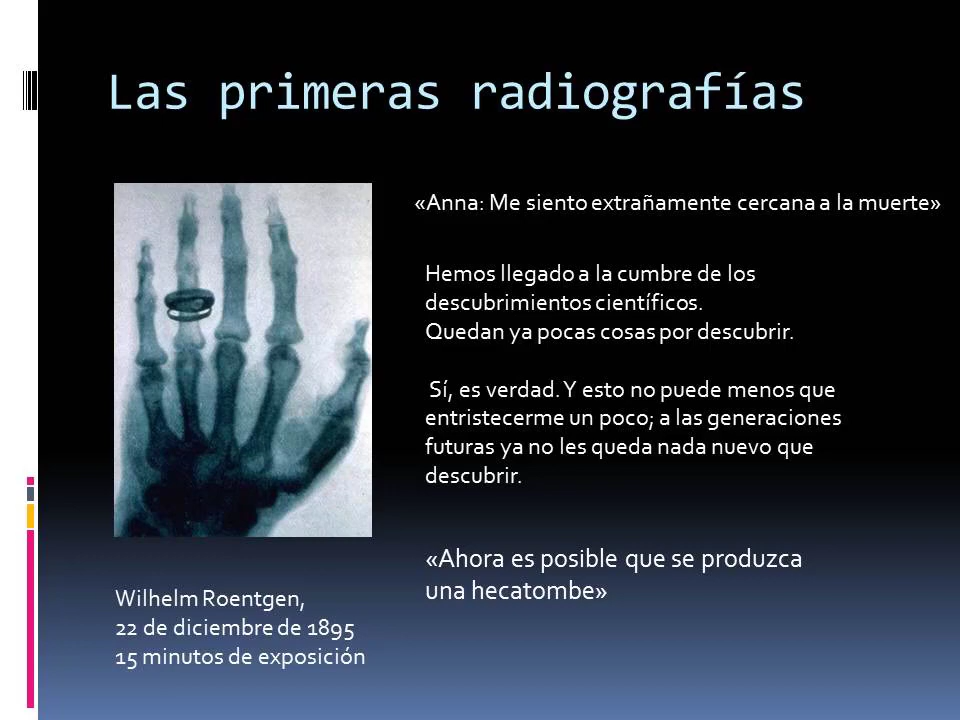 Las primeras radiografías
«Anna: Me siento extrañamente cercana a la muerte»
Hemos llegado a la cumbre de los
descubrimientos científicos.
Quedan ya pocas cosas por descubrir.
Sí, es verdad. Y esto no puede menos que
entristecerme un poco; a las generaciones
futuras ya no les queda nada nuevo que
descubrir.
«Ahora es posible que se produzca
una hecatombe»
Wilhelm Roentgen,
22 de diciembre de 1895
15 minutos de exposición